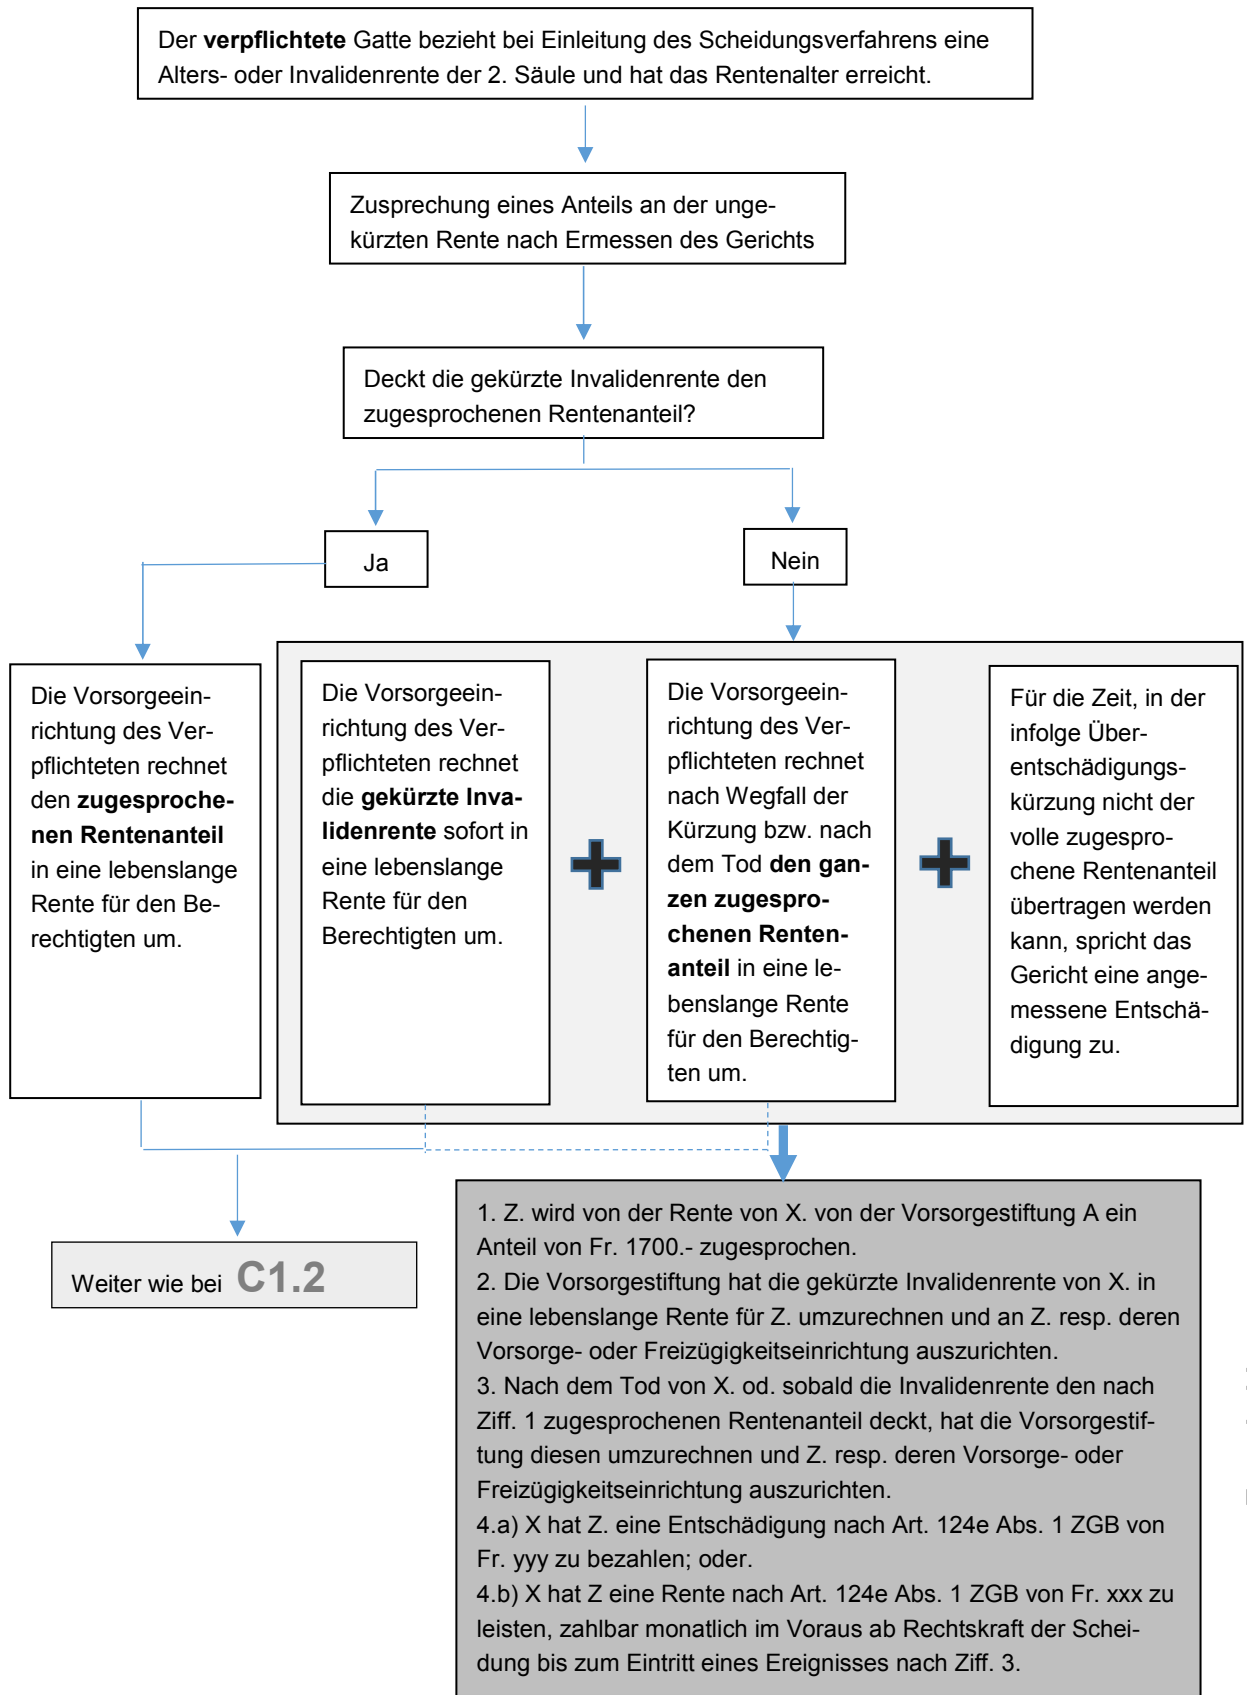 Der verpflichtete Gatte bezieht bei Einleitung des Scheidungsverfahrens eine
Alters- oder Invalidenrente der 2. Säule und hat das Rentenalter erreicht.
Zusprechung eines Anteils an der unge-
kürzten Rente nach Ermessen des Gerichts
Deckt die gekürzte Invalidenrente den
zugesprochenen Rentenanteil?
Ja
Nein
Die Vorsorgeein-
richtung des Ver-
pflichteten rechnet
den zugesproche-
nen Rentenanteil
in eine lebenslange
Rente für den Be-
rechtigten um.
Die Vorsorgeein-
richtung des Ver-
pflichteten rechnet
die gekürzte Inva-
lidenrente sofort in
eine lebenslange
Rente für den
Berechtigten um.
Die Vorsorgeein-
richtung des Ver-
pflichteten rechnet
nach Wegfall der
Kürzung bzw. nach
dem Tod den gan-
zen zugespro-
chenen Renten-
anteil in eine le-
benslange Rente
für den Berechtig-
ten um.
Für die Zeit, in der
infolge Über-
entschädigungs-
kürzung nicht der
volle zugespro-
chene Rentenanteil
übertragen werden
kann, spricht das
Gericht eine ange-
messene Entschä-
digung zu.
Weiter wie bei C1.2
1. Z. wird von der Rente von X. von der Vorsorgestiftung A ein
Anteil von Fr. 1700.- zugesprochen.
2. Die Vorsorgestiftung hat die gekürzte Invalidenrente von X. in
eine lebenslange Rente für Z. umzurechnen und an Z. resp. deren
Vorsorge- oder Freizügigkeitseinrichtung auszurichten.
3. Nach dem Tod von X. od. sobald die Invalidenrente den nach
Ziff. 1 zugesprochenen Rentenanteil deckt, hat die Vorsorgestif-
tung diesen umzurechnen und Z. resp. deren Vorsorge- oder
Freizügigkeitseinrichtung auszurichten.
4.a) X hat Z. eine Entschädigung nach Art. 124e Abs. 1 ZGB von
Fr. yyy zu bezahlen; oder.
4.b) X hat Z eine Rente nach Art. 124e Abs. 1 ZGB von Fr. xxx zu
leisten, zahlbar monatlich im Voraus ab Rechtskraft der Schei-
dung bis zum Eintritt eines Ereignisses nach Ziff. 3.